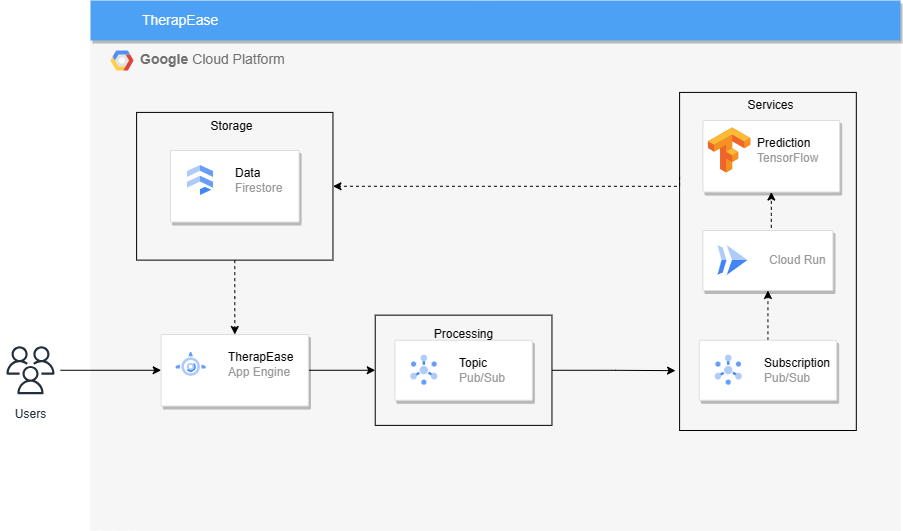 TherapEase
Google Cloud Platform
Storage
Data
Firestore
Services
Prediction
TensorFlow
Cloud Run
Users
TherapEase
App Engine
Processing
Topic
Pub/Sub
Subscription
Pub/Sub